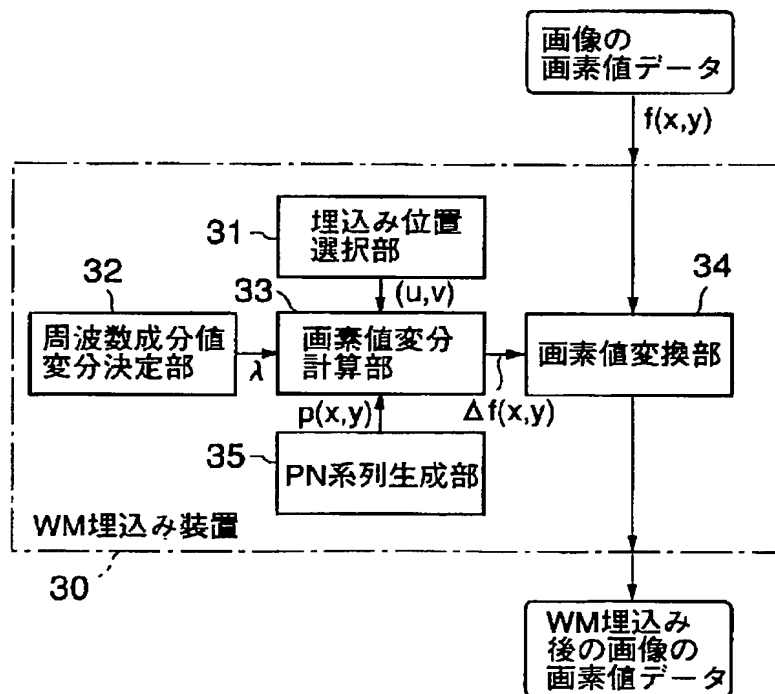 画像の
画素値データ
f(x,y)
31
埋込み位置
選択部
32
33
(u,v)
34
周波数成分値
変分決定部
λ
画素値変分
計算部
Δf(x,y)
画素値変換部
p(x,y)
35
PN系列生成部
WM埋込み装置
30
WM埋込み
後の画像の
画素値データ